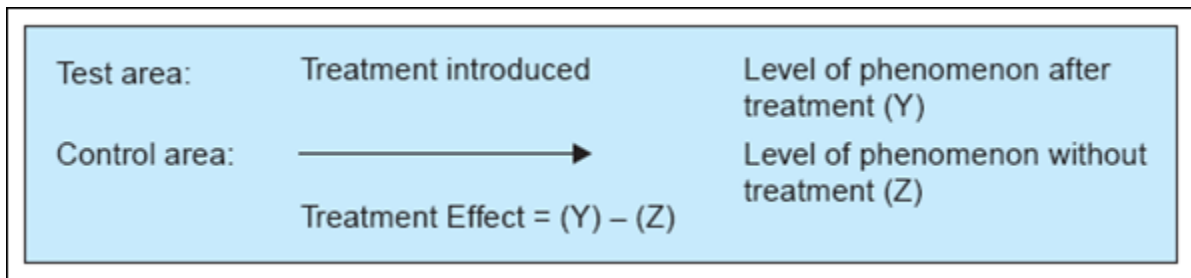 Test area: Treatment introduced Level of phenomenon after
treatment (Y)
Control area: Level of phenomenon without
treatment (Z)
Treatment Effect = (Y) – (Z)